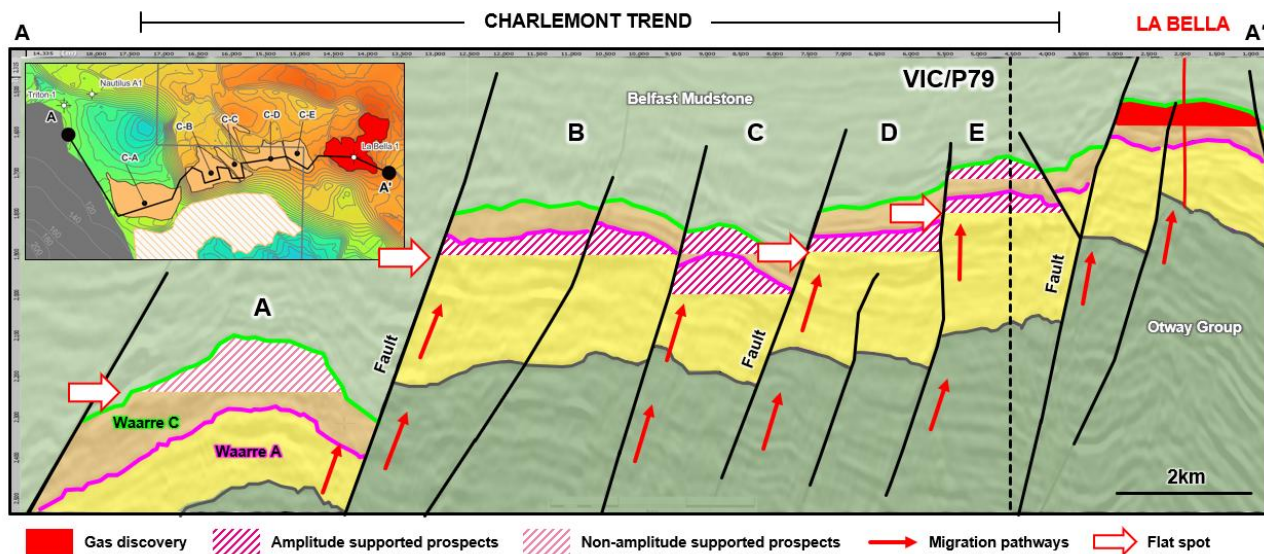 CHARLEMONT TREND
A
LA BELLA
A'
VIC/P79
Belfast Mudstone
Nautilus A1
Triton 1
A
C-A
C-B
C-C
C-D
C-E
La Bella 1
A'
B
C
D
E
A
Fault
Fault
Fault
Waarre C
Waarre A
Otway Group
2km
Gas discovery
Amplitude supported prospects
Non-amplitude supported prospects
Migration pathways
Flat spot